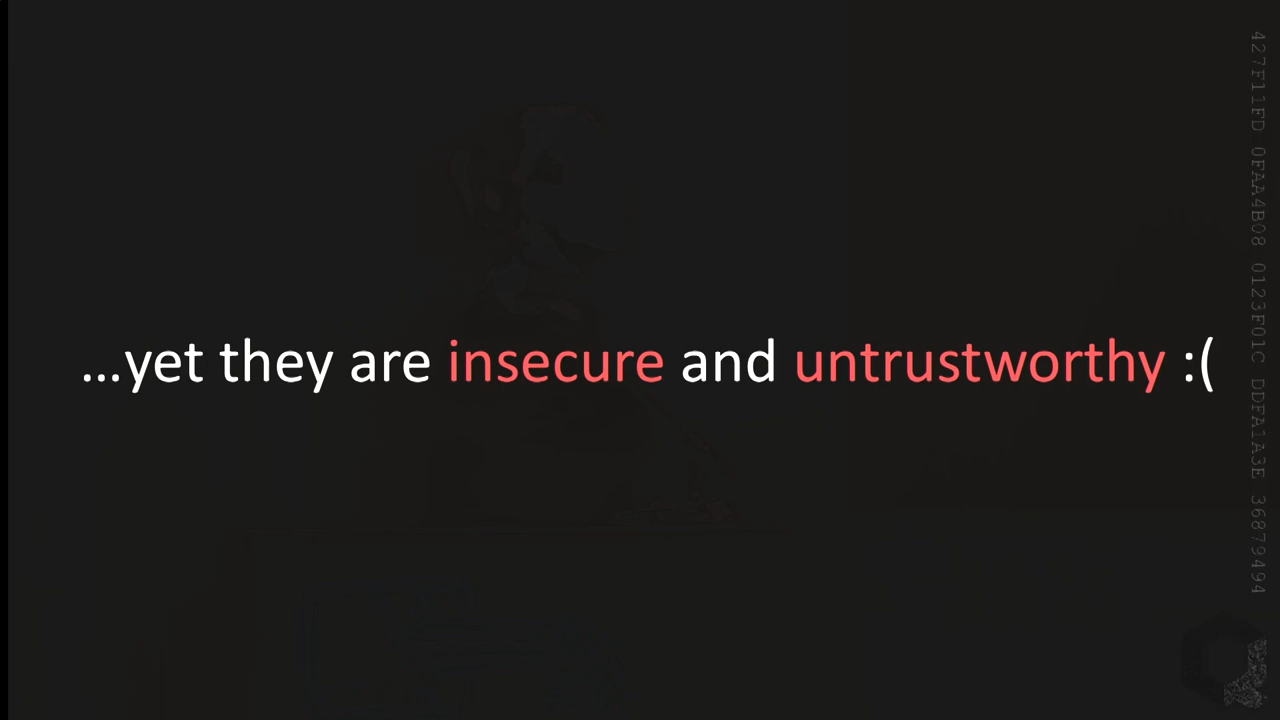 ...yet they are insecure and untrustworthy :(
427F11FD 0FAA4B08 0123F01C DDFA1A3E 36879494